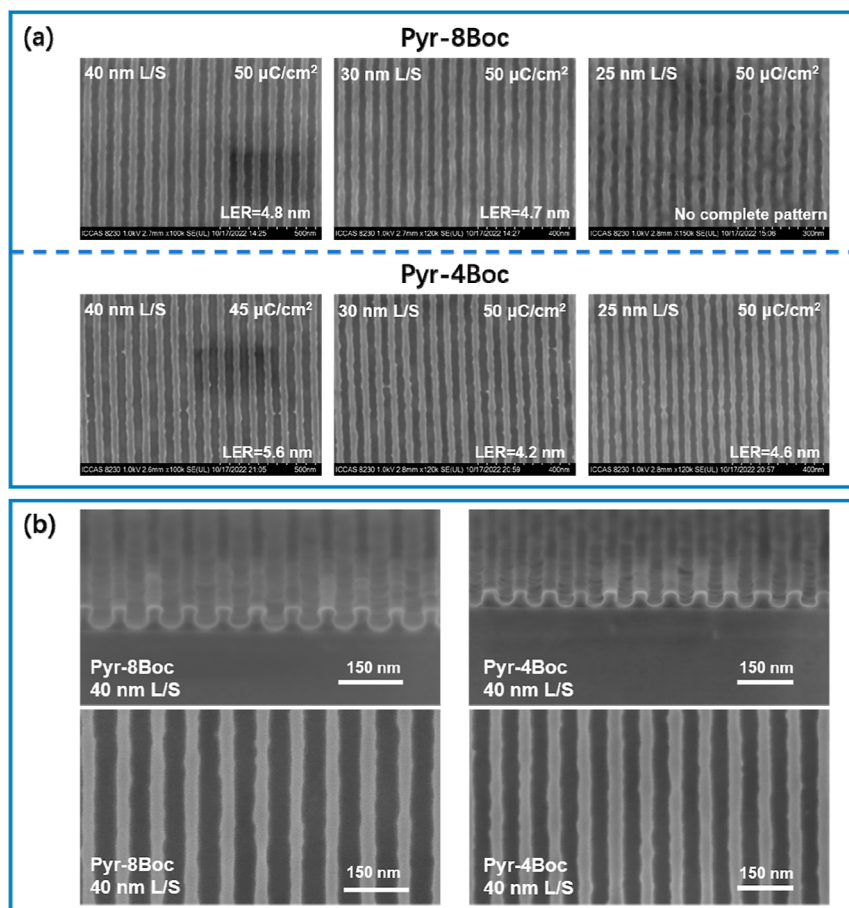 (a)
Pyr-8Boc
40 nm L/S 50 μC/cm²
LER=4.8 nm
ICCAS 8230 1.0kV 2.7mm x100k SE(UL) 10/17/2022 14:25 500nm
30 nm L/S 50 μC/cm²
LER=4.7 nm
ICCAS 8230 1.0kV 2.7mm x120k SE(UL) 10/17/2022 14:27 400nm
25 nm L/S 50 μC/cm²
No complete pattern
ICCAS 8230 1.0kV 2.8mm X150k SE(UL) 10/17/2022 15:06 300nm
Pyr-4Boc
40 nm L/S 45 μC/cm²
LER=5.6 nm
ICCAS 8230 1.0kV 2.6mm x100k SE(UL) 10/17/2022 21:05 500nm
30 nm L/S 50 μC/cm²
LER=4.2 nm
ICCAS 8230 1.0kV 2.8mm x120k SE(UL) 10/17/2022 20:59 400nm
25 nm L/S 50 μC/cm²
LER=4.6 nm
ICCAS 8230 1.0kV 2.8mm x120k SE(UL) 10/17/2022 20:57 400nm
(b)
Pyr-8Boc
40 nm L/S
150 nm
Pyr-4Boc
40 nm L/S
150 nm
Pyr-8Boc
40 nm L/S
150 nm
Pyr-4Boc
40 nm L/S
150 nm